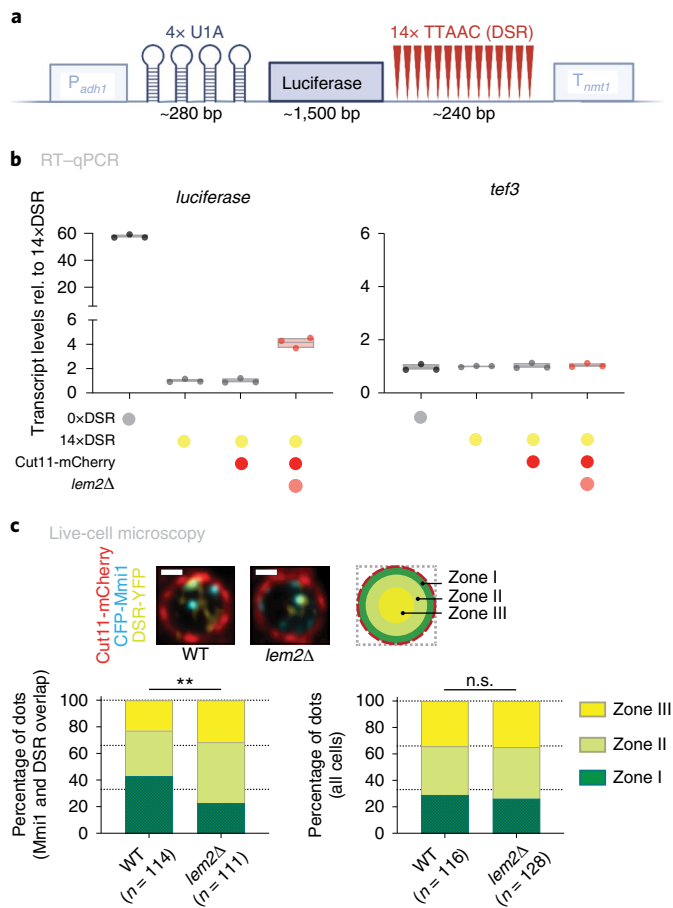 a
4× U1A
14× TTAAC (DSR)
Padh1
Luciferase
Tnmt1
~280 bp
~1,500 bp
~240 bp
b RT–qPCR
luciferase
tef3
Transcript levels rel. to 14×DSR
60
40
20
6
4
2
0
6
4
2
0
0×DSR
14×DSR
Cut11-mCherry
lem2Δ
c Live-cell microscopy
Cut11-mCherry
CFP-Mmi1
DSR-YFP
WT
lem2Δ
Zone I
Zone II
Zone III
Percentage of dots
(Mmi1 and DSR overlap)
100
80
60
40
20
0
**
WT
(n = 114)
lem2Δ
(n = 111)
Percentage of dots
(all cells)
100
80
60
40
20
0
n.s.
WT
(n = 116)
lem2Δ
(n = 128)
Zone III
Zone II
Zone I